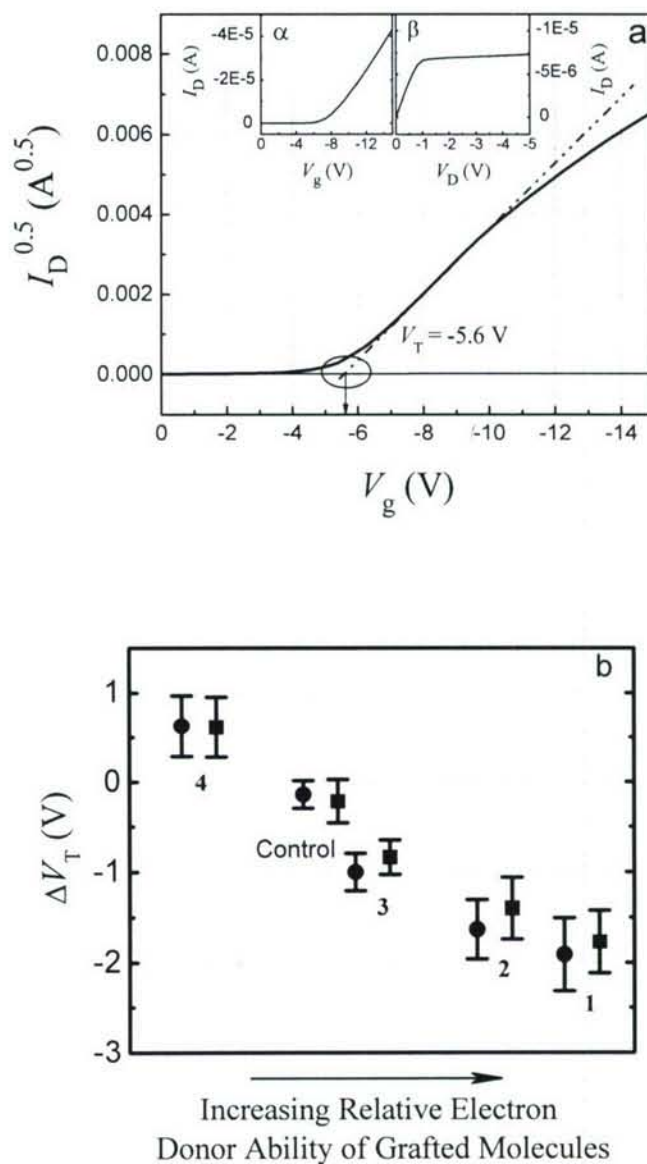 a
0.008
0.006
0.004
0.002
0.000
I_D^0.5 (A^0.5)
α
-4E-5
-2E-5
0
I_D (A)
0 -4 -8 -12
V_g (V)
β
-1E-5
-5E-6
0
I_D (A)
0 -1 -2 -3 -4 -5
V_D (V)
V_T = -5.6 V
0 -2 -4 -6 -8 -10 -12 -14
V_g (V)
b
1
0
-1
-2
-3
ΔV_T (V)
4
Control
3
2
1
Increasing Relative Electron
Donor Ability of Grafted Molecules